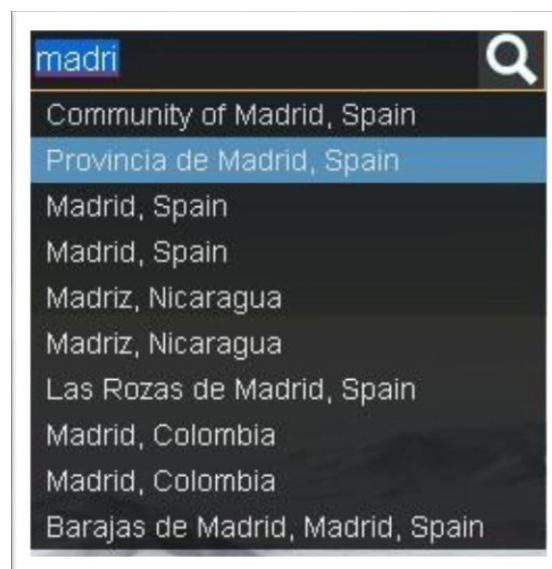 madri
Community of Madrid, Spain
Provincia de Madrid, Spain
Madrid, Spain
Madrid, Spain
Madriz, Nicaragua
Madriz, Nicaragua
Las Rozas de Madrid, Spain
Madrid, Colombia
Madrid, Colombia
Barajas de Madrid, Madrid, Spain